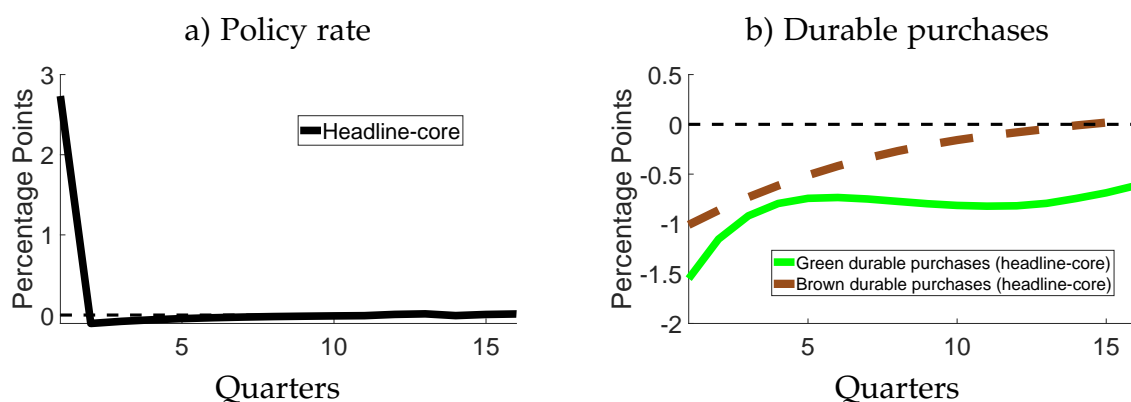 a) Policy rate
3
2
1
0
5
10
15
Percentage Points
Headline-core
Quarters
b) Durable purchases
0.5
0
-0.5
-1
-1.5
-2
5
10
15
Percentage Points
Green durable purchases (headline-core)
Brown durable purchases (headline-core)
Quarters